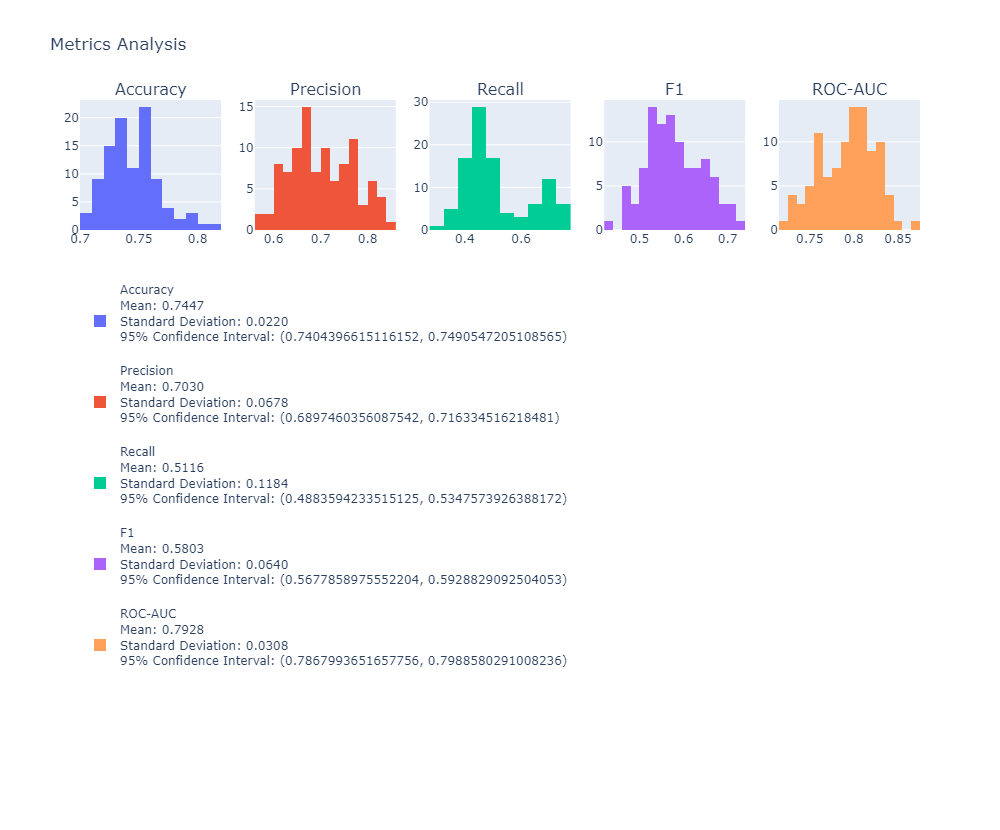 Metrics Analysis
Accuracy
Precision
Recall
F1
ROC-AUC
20
15
10
5
0
0.7
0.75
0.8
15
10
5
0
0.6
0.7
0.8
30
20
10
0
0.4
0.6
10
5
0
0.5
0.6
0.7
10
5
0
0.75
0.8
0.85
Accuracy
Mean: 0.7447
Standard Deviation: 0.0220
95% Confidence Interval: (0.7404396615116152, 0.7490547205108565)
Precision
Mean: 0.7030
Standard Deviation: 0.0678
95% Confidence Interval: (0.6897460356087542, 0.716334516218481)
Recall
Mean: 0.5116
Standard Deviation: 0.1184
95% Confidence Interval: (0.4883594233515125, 0.5347573926388172)
F1
Mean: 0.5803
Standard Deviation: 0.0640
95% Confidence Interval: (0.5677858975552204, 0.5928829092504053)
ROC-AUC
Mean: 0.7928
Standard Deviation: 0.0308
95% Confidence Interval: (0.7867993651657756, 0.7988580291008236)